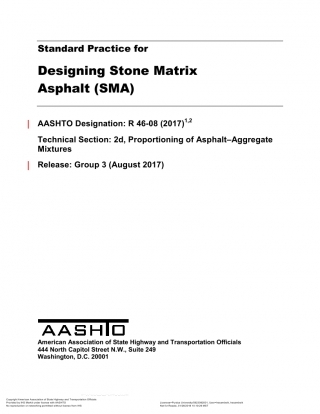 Standard Practice for
Designing Stone Matrix
Asphalt (SMA)
AASHTO Designation: R 46-08 (2017)1,2
Technical Section: 2d, Proportioning of Asphalt–Aggregate
Mixtures
Release: Group 3 (August 2017)
AASHTO
American Association of State Highway and Transportation Officials
444 North Capitol Street N.W., Suite 249
Washington, D.C. 20001